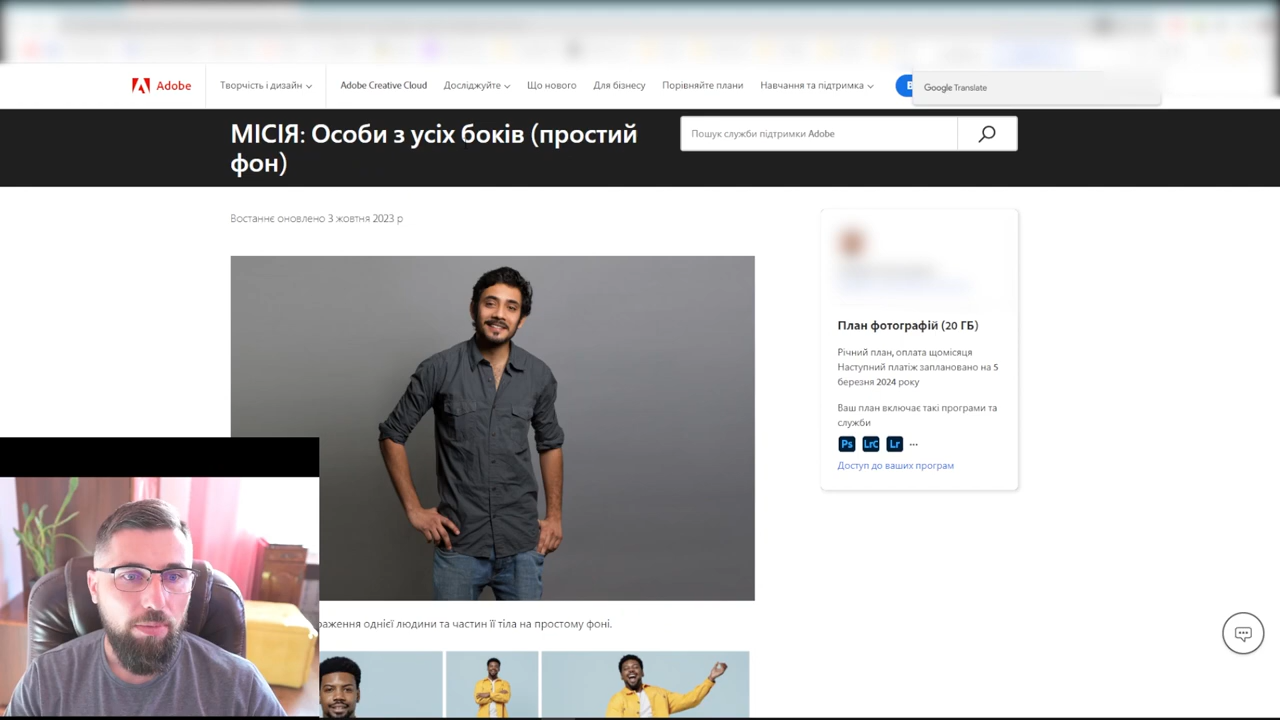 Adobe
Творчість і дизайн
Adobe Creative Cloud
Досліджуйте
Що нового
Для бізнесу
Порівняйте плани
Навчання та підтримка
Google Translate
МІСІЯ: Особи з усіх боків (простий
фон)
Пошук служби підтримки Adobe
Востаннє оновлено 3 жовтня 2023 р
План фотографій (20 ГБ)
Річний план, оплата щомісяця
Наступний платіж заплановано на 5
березня 2024 року
Ваш план включає такі програми та
служби
Ps LrC Lr ...
Доступ до ваших програм
однієї людини та частин її тіла на простому фоні.